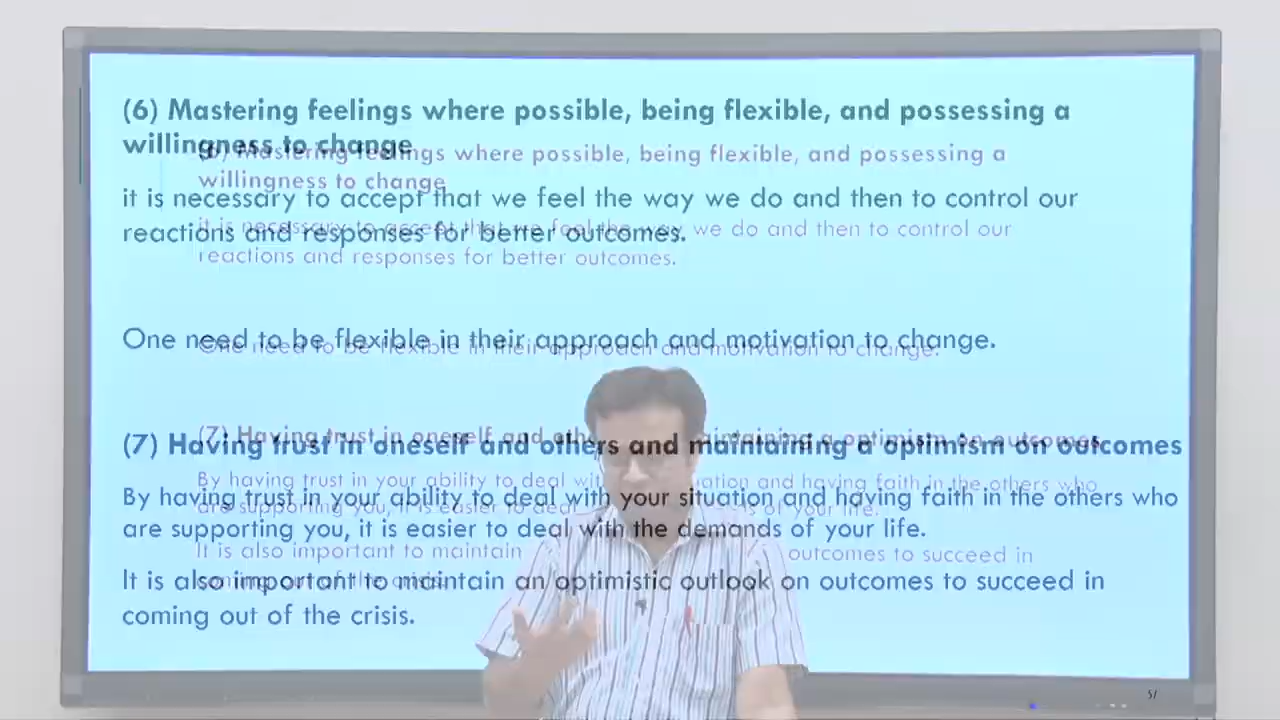 (6) Mastering feelings where possible, being flexible, and possessing a
willingness to change
it is necessary to accept that we feel the way we do and then to control our
reactions and responses for better outcomes.
One need to be flexible in their approach and motivation to change.
(7) Having trust in oneself and others and maintaining a optimism on outcomes
By having trust in your ability to deal with your situation and having faith in the others who
are supporting you, it is easier to deal with the demands of your life.
It is also important to maintain an optimistic outlook on outcomes to succeed in
coming out of the crisis.
57